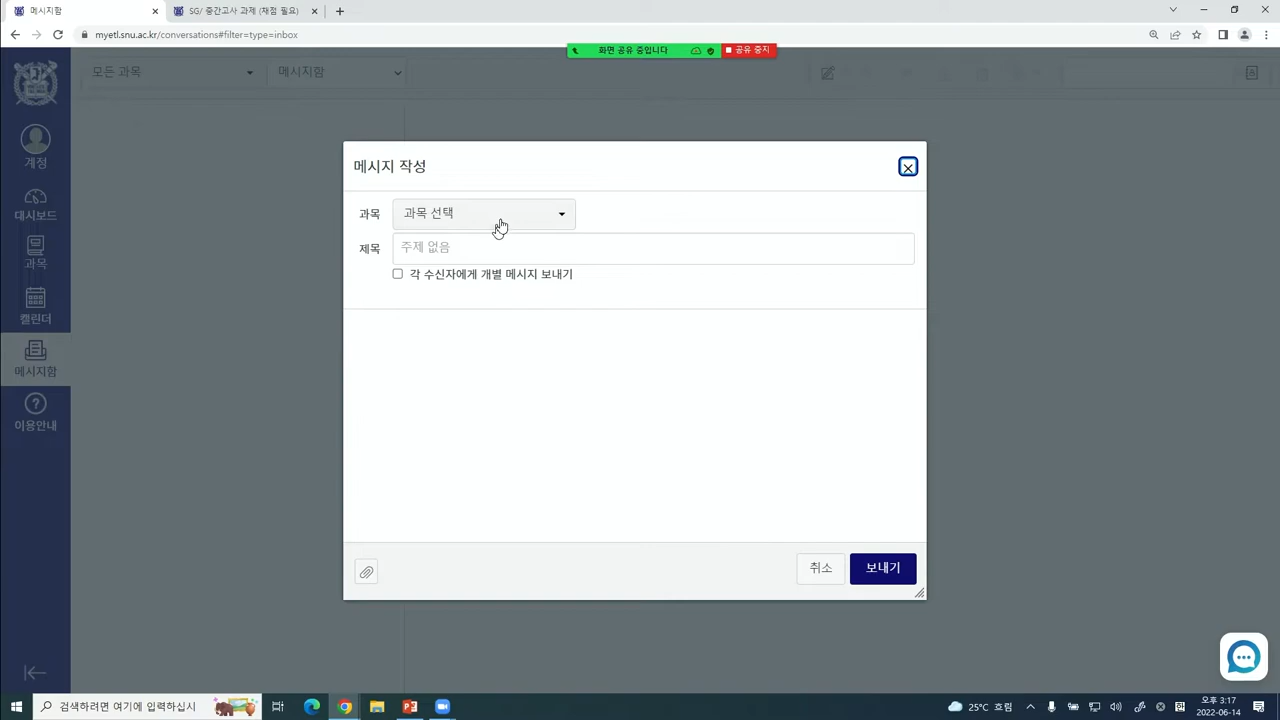 메시지함
SG/ 중간고사 과제 (채점 필요)
myetl.snu.ac.kr/conversations#filter=type=inbox
화면 공유 중입니다
공유 중지
모든 과목
메시지함
계정
대시보드
과목
캘린더
메시지함
이용안내
메시지 작성
과목
과목 선택
제목
주제 없음
각 수신자에게 개별 메시지 보내기
취소
보내기
검색하려면 여기에 입력하십시
25°C 흐림
오후 3:17
2022-06-14